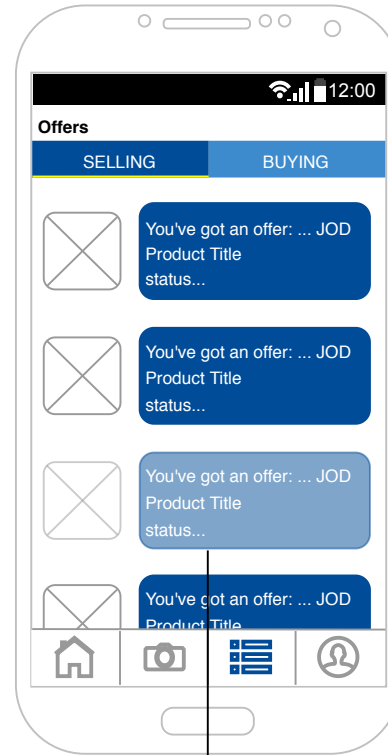 12:00
Offers
SELLING
BUYING
You've got an offer: ... JOD
Product Title
status...
You've got an offer: ... JOD
Product Title
status...
You've got an offer: ... JOD
Product Title
status...
You've got an offer: ... JOD
Product Title